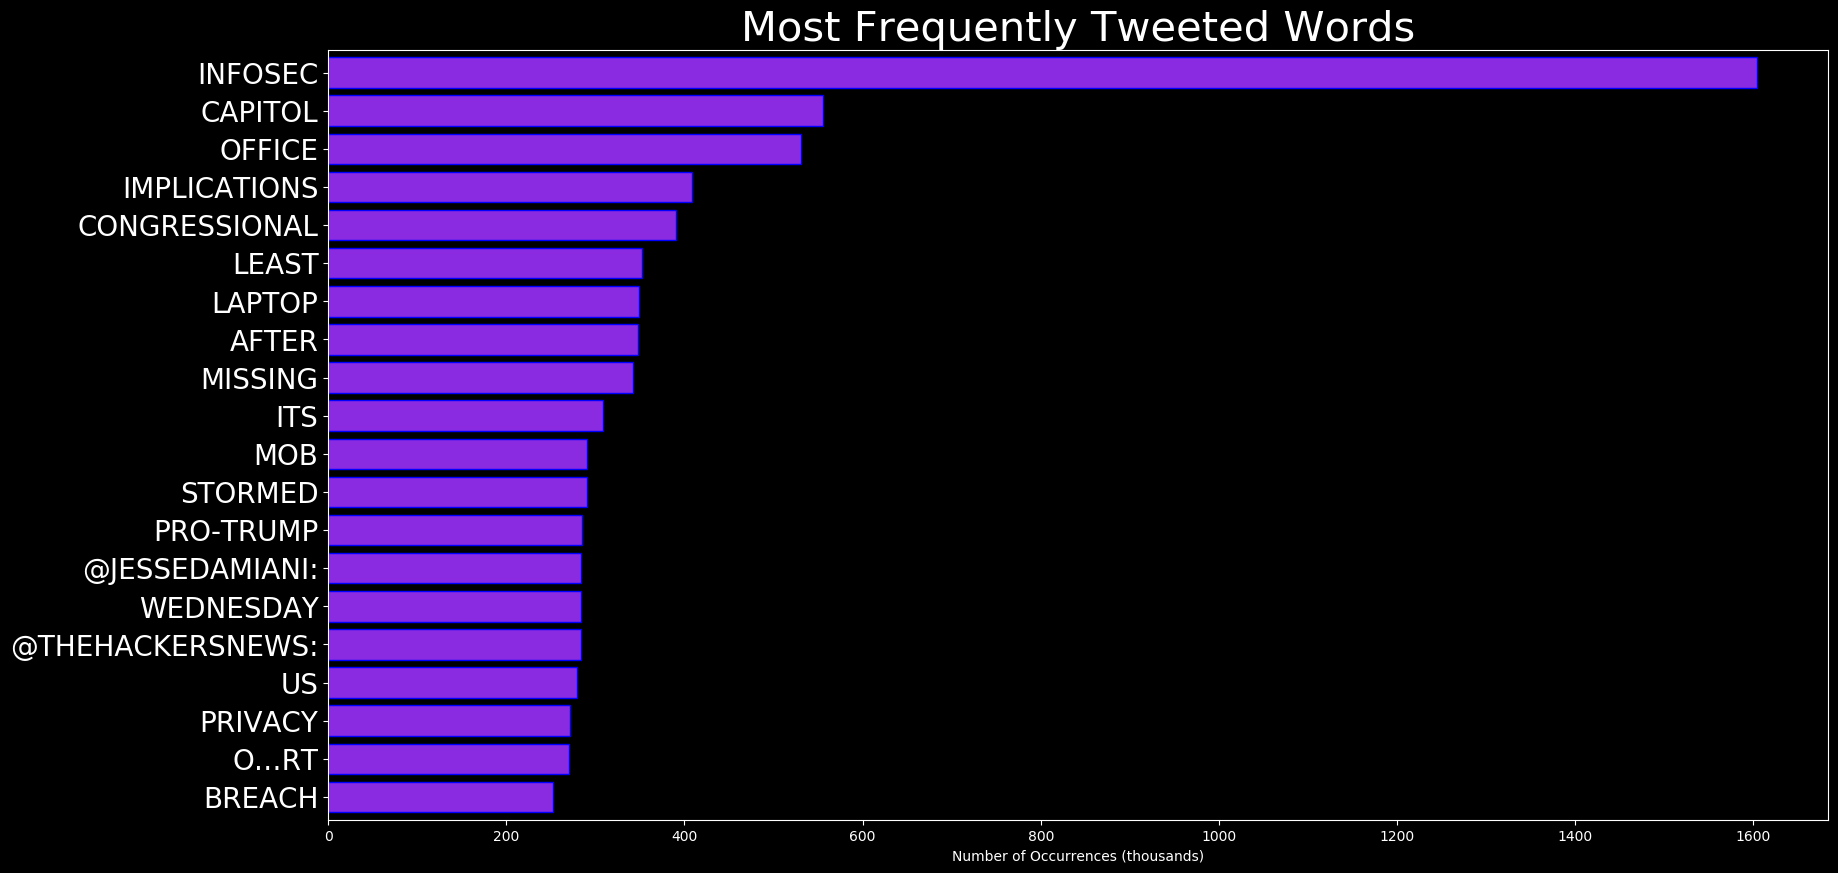 Most Frequently Tweeted Words
INFOSEC
CAPITOL
OFFICE
IMPLICATIONS
CONGRESSIONAL
LEAST
LAPTOP
AFTER
MISSING
ITS
MOB
STORMED
PRO-TRUMP
@JESSEDAMIANI:
WEDNESDAY
@THEHACKERSNEWS:
US
PRIVACY
O…RT
BREACH
0 200 400 600 800 1000 1200 1400 1600
Number of Occurrences (thousands)